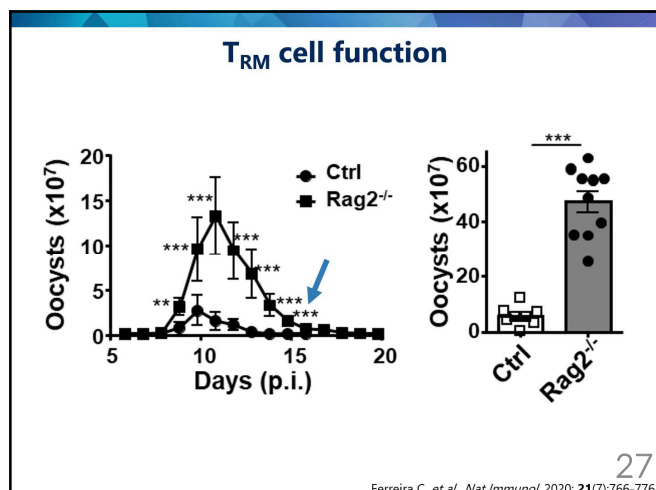 T_RM cell function
Oocysts (x10⁷)
20
15
10
5
0
5
10
15
20
Days (p.i.)
Ctrl
Rag2⁻/⁻
**
***
***
***
***
***
***
Oocysts (x10⁷)
60
40
20
0
***
Ctrl
Rag2⁻/⁻
27
Ferreira C, et al. Nat Immunol 2020; 21(7):766-776